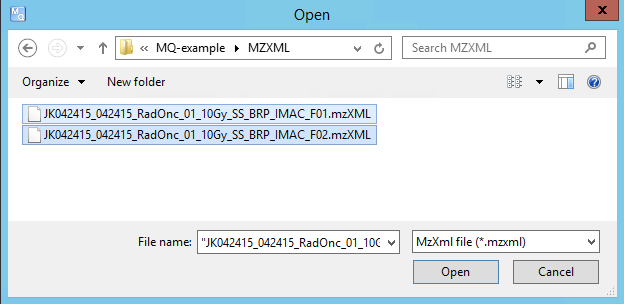 Open
MQ-example MZXML
Search MZXML
Organize New folder
JK042415_042415_RadOnc_01_10Gy_SS_BRP_IMAC_F01.mzXML
JK042415_042415_RadOnc_01_10Gy_SS_BRP_IMAC_F02.mzXML
File name: "JK042415_042415_RadOnc_01_10G
MzXml file (*.mzxml)
Open Cancel